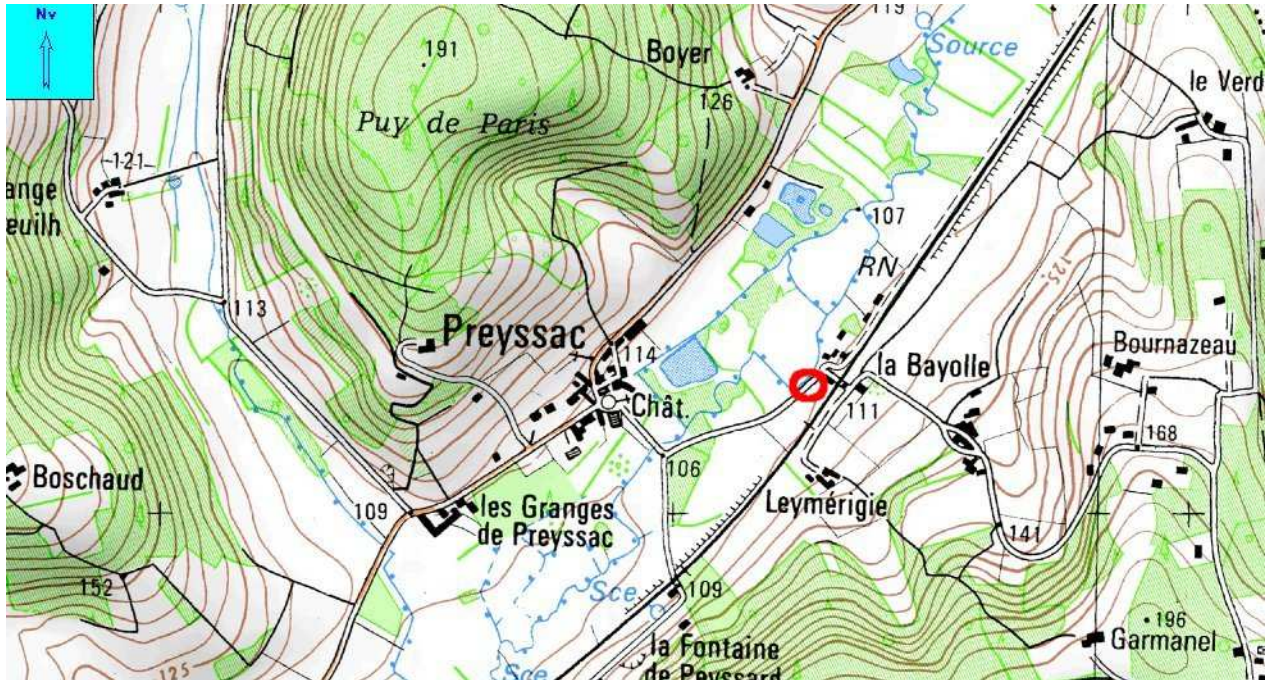 Nv
191
119
Boyer
Source
126
le Verd
Puy de Paris
121
ange
euilh
107
RN
125
113
Preyssac
114
la Bayolle
Bournazeau
Chât.
111
106
168
Boschaud
109
les Granges
de Preyssac
Leymérigie
141
152
Sce
109
196
Garmanel
la Fontaine
de Peyssard
Sce
125